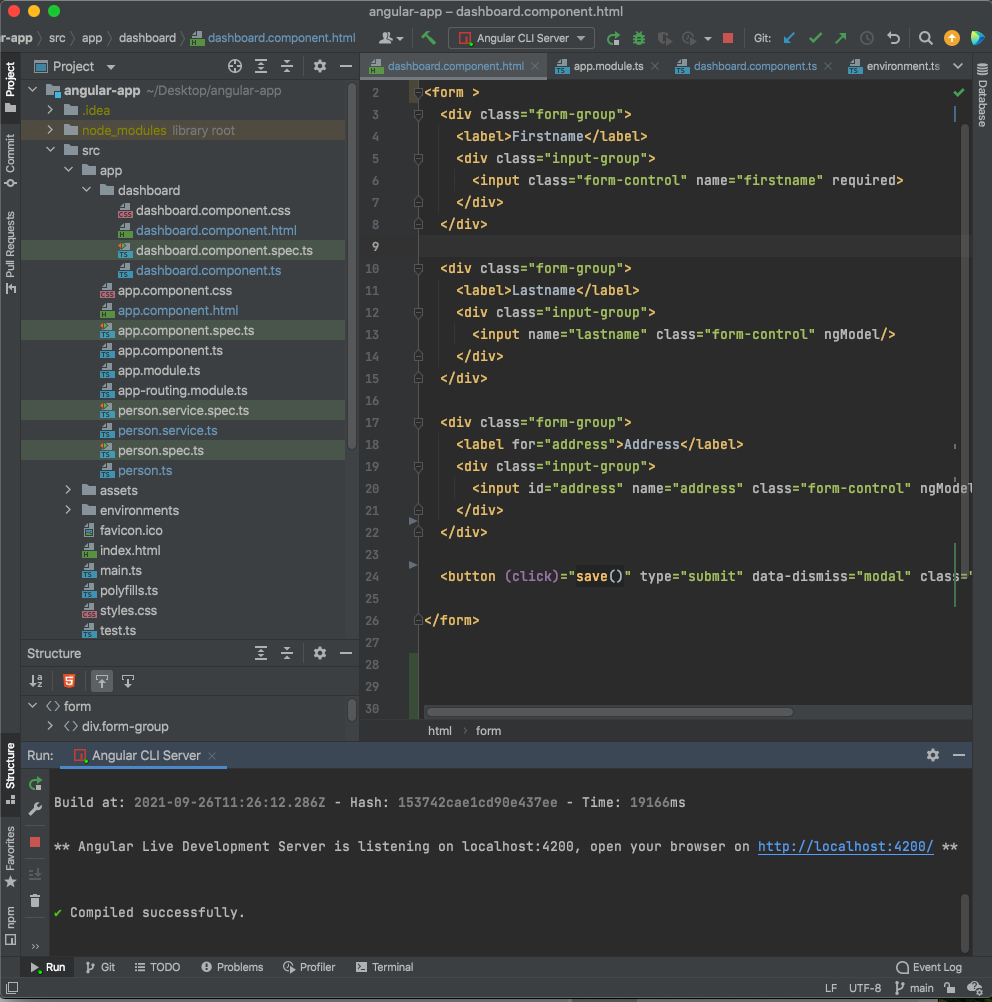 angular-app – dashboard.component.html
r-app
src
app
dashboard
dashboard.component.html
Angular CLI Server
Git:
Project
Commit
Pull Requests
Structure
Favorites
npm
Project
angular-app ~/Desktop/angular-app
.idea
node_modules library root
src
app
dashboard
dashboard.component.css
dashboard.component.html
dashboard.component.spec.ts
dashboard.component.ts
app.component.css
app.component.html
app.component.spec.ts
app.component.ts
app.module.ts
app-routing.module.ts
person.service.spec.ts
person.service.ts
person.spec.ts
person.ts
assets
environments
favicon.ico
index.html
main.ts
polyfills.ts
styles.css
test.ts
Structure
form
div.form-group
dashboard.component.html
app.module.ts
dashboard.component.ts
environment.ts
Database
2 <form >
3 <div class="form-group">
4 <label>Firstname</label>
5 <div class="input-group">
6 <input class="form-control" name="firstname" required>
7 </div>
8 </div>
9
10 <div class="form-group">
11 <label>Lastname</label>
12 <div class="input-group">
13 <input name="lastname" class="form-control" ngModel/>
14 </div>
15 </div>
16
17 <div class="form-group">
18 <label for="address">Address</label>
19 <div class="input-group">
20 <input id="address" name="address" class="form-control" ngModel
21 </div>
22 </div>
23
24 <button (click)="save()" type="submit" data-dismiss="modal" class="
25
26 </form>
27
28
29
30
html
form
Run: Angular CLI Server
Build at: 2021-09-26T11:26:12.286Z - Hash: 153742cae1cd90e437ee - Time: 19166ms
** Angular Live Development Server is listening on localhost:4200, open your browser on http://localhost:4200/ **
✔ Compiled successfully.
Run
Git
TODO
Problems
Profiler
Terminal
Event Log
LF
UTF-8
main